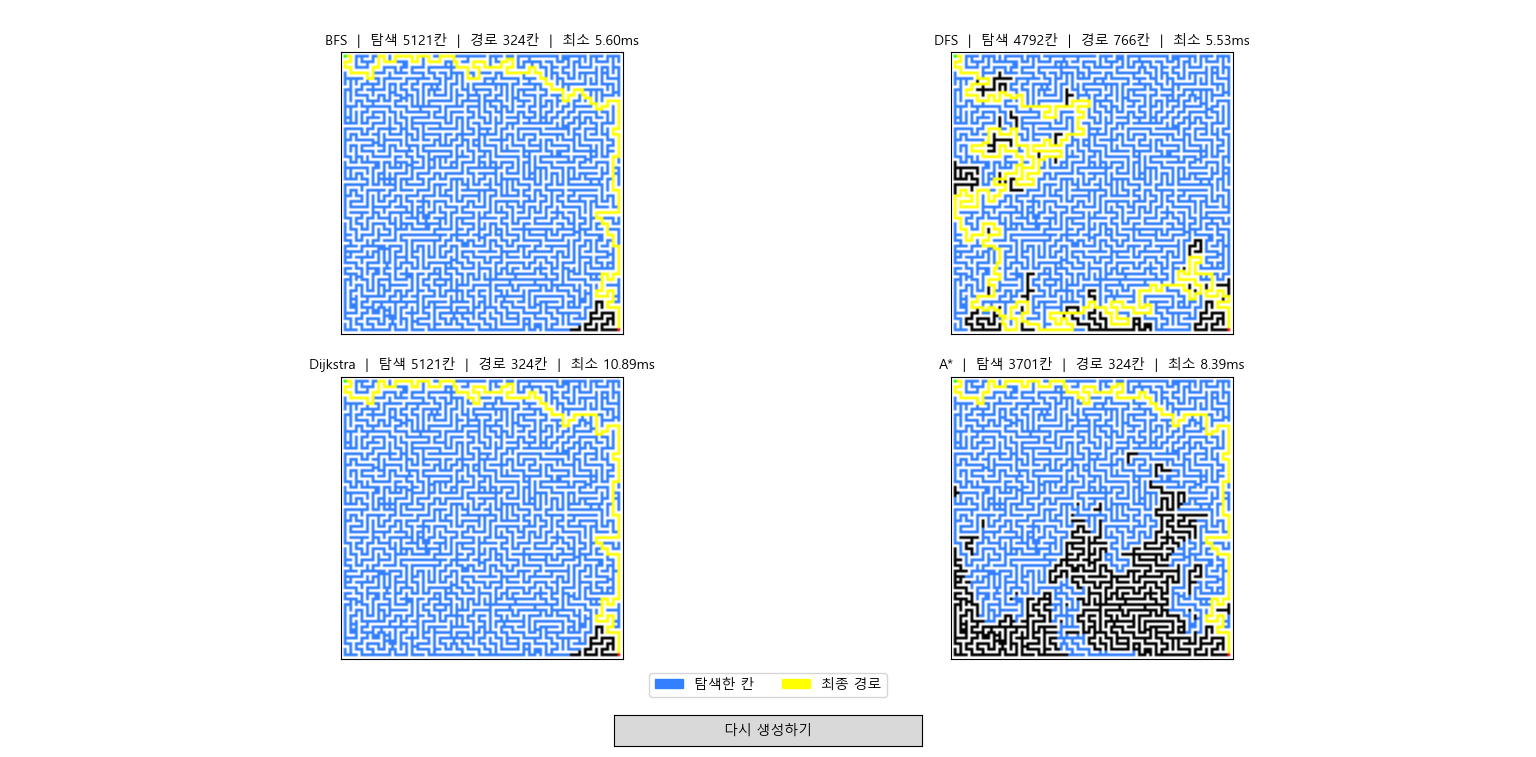 BFS | 탐색 5121칸 | 경로 324칸 | 최소 5.60ms
DFS | 탐색 4792칸 | 경로 766칸 | 최소 5.53ms
Dijkstra | 탐색 5121칸 | 경로 324칸 | 최소 10.89ms
A* | 탐색 3701칸 | 경로 324칸 | 최소 8.39ms
탐색한 칸 최종 경로
다시 생성하기